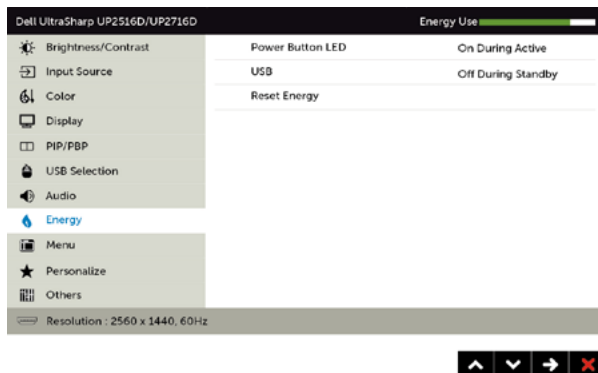 Dell UltraSharp UP2516D/UP2716D Energy Use
Brightness/Contrast Power Button LED On During Active
Input Source USB Off During Standby
Color Reset Energy
Display
PIP/PBP
USB Selection
Audio
Energy
Menu
Personalize
Others
Resolution : 2560 x 1440, 60Hz